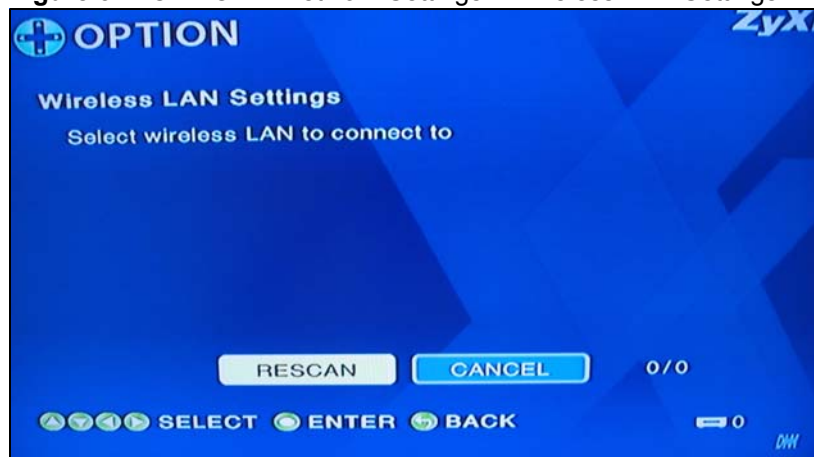 OPTION
Wireless LAN Settings
Select wireless LAN to connect to
RESCAN CANCEL 0/0
SELECT ENTER BACK 0